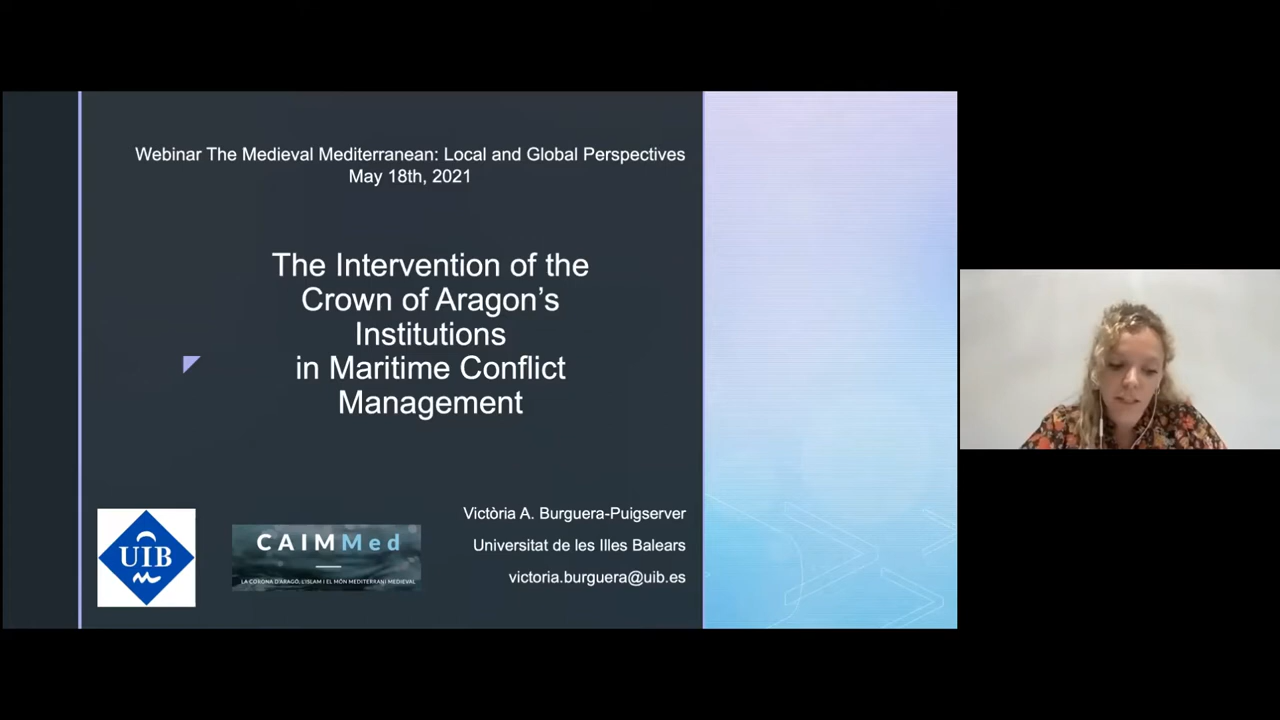 Webinar The Medieval Mediterranean: Local and Global Perspectives
May 18th, 2021
The Intervention of the
Crown of Aragon’s
Institutions
in Maritime Conflict
Management
Victòria A. Burguera-Puigserver
Universitat de les Illes Balears
victoria.burguera@uib.es
UIB
CAIMMed
LA CORONA D'ARAGÓ, L'ISLAM I EL MÓN MEDITERRANI MEDIEVAL